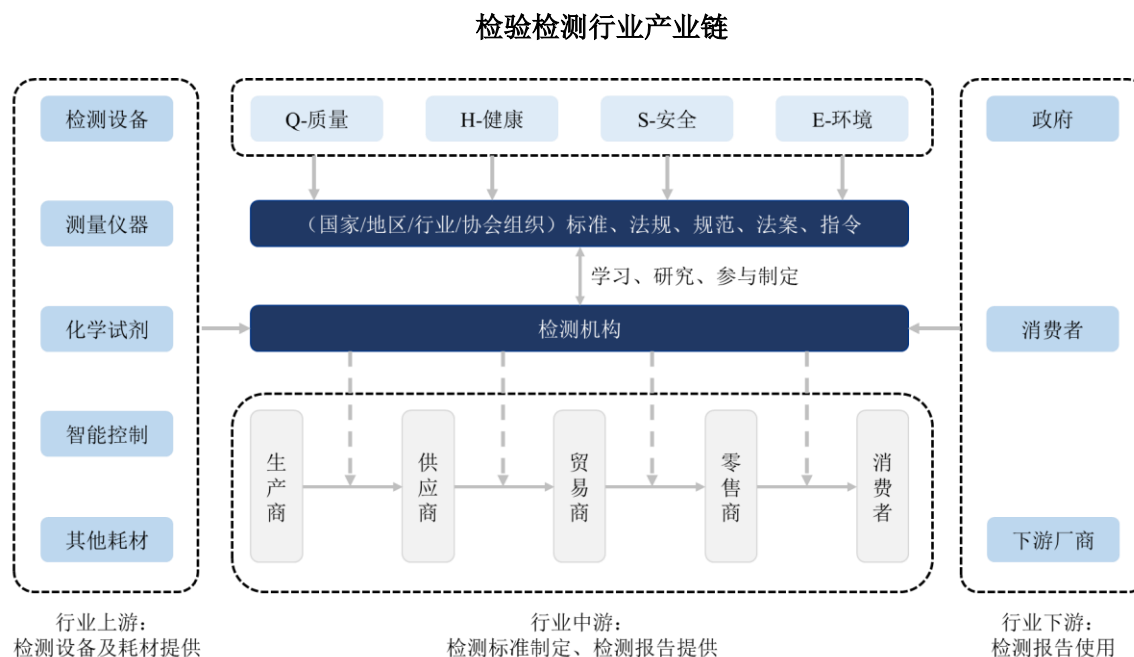 检验检测行业产业链
检测设备
测量仪器
化学试剂
智能控制
其他耗材
行业上游：
检测设备及耗材提供
Q-质量
H-健康
S-安全
E-环境
（国家/地区/行业/协会组织）标准、法规、规范、法案、指令
学习、研究、参与制定
检测机构
生产商
供应商
贸易商
零售商
消费者
行业中游：
检测标准制定、检测报告提供
政府
消费者
下游厂商
行业下游：
检测报告使用